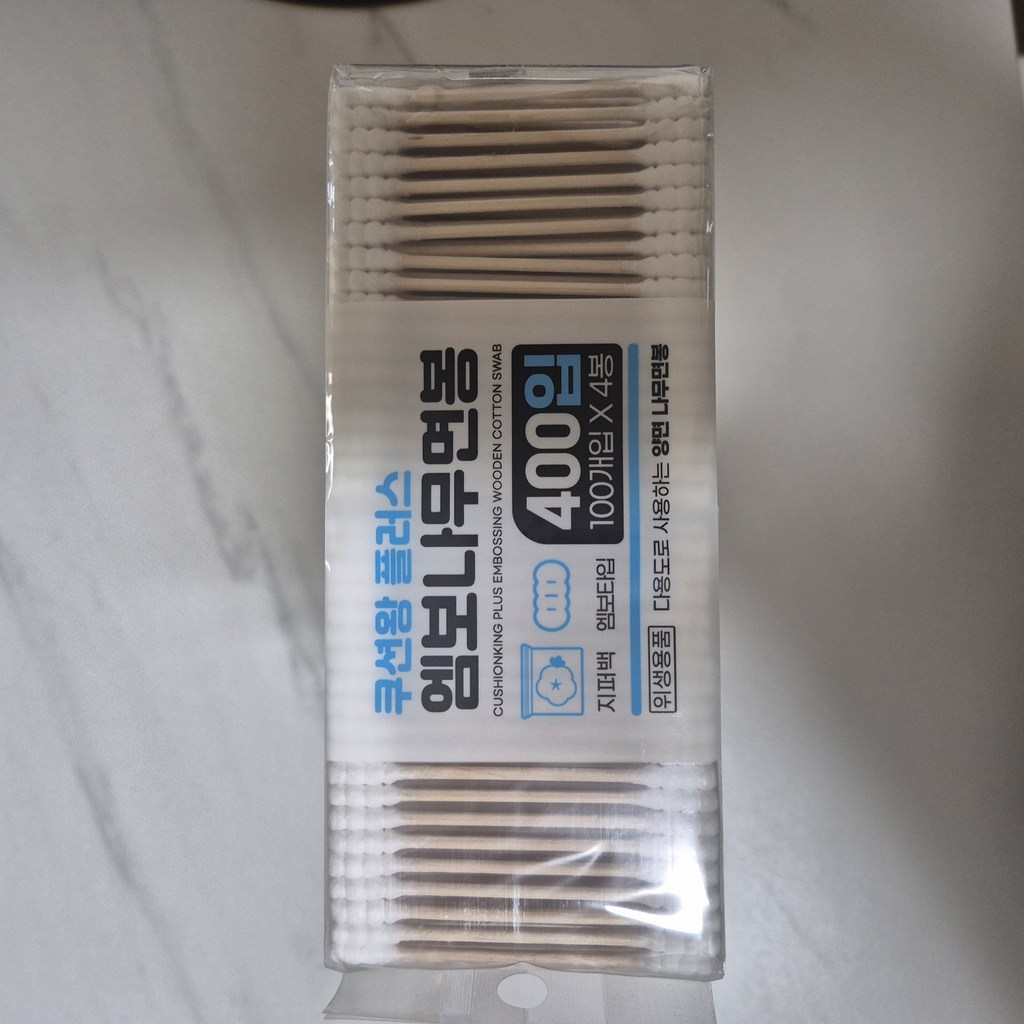 쿠션왕 플러스
엠보나무면봉
CUSHIONKING PLUS EMBOSSING WOODEN COTTON SWAB
지퍼백 엠보타입
400입
100개입 X 4봉
위생용품 다용도로 사용하는 양면 나무면봉